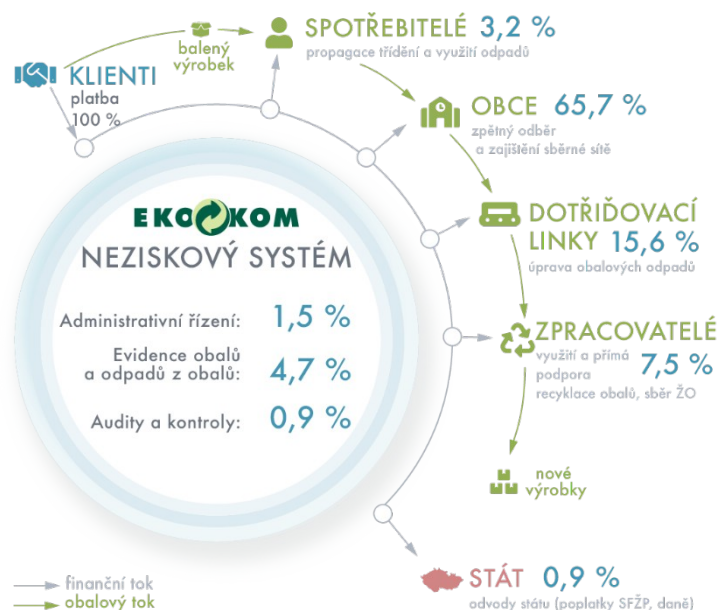 SPOTŘEBITELÉ 3,2 %
propagace třídění a využití odpadů
balený
výrobek
KLIENTI
platba
100 %
OBCE 65,7 %
zpětný odběr
a zajištění sběrné sítě
EKO KOM
NEZISKOVÝ SYSTÉM
Administrativní řízení: 1,5 %
Evidence obalů
a odpadů z obalů: 4,7 %
Audity a kontroly: 0,9 %
DOTŘIĎOVACÍ
LINKY 15,6 %
úprava obalových odpadů
ZPRACOVATELÉ
využití a přímá
podpora 7,5 %
recyklace obalů, sběr ŽO
nové
výrobky
STÁT 0,9 %
odvody státu (poplatky SFŽP, daně)
finanční tok
obalový tok